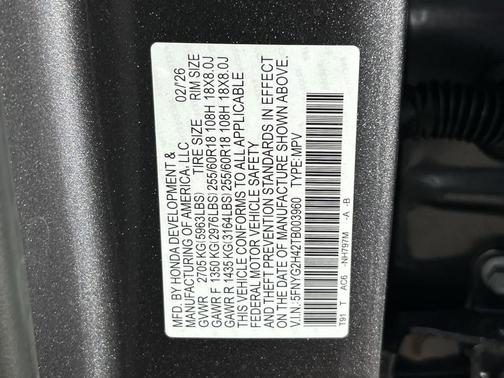 MFD. BY HONDA DEVELOPMENT & 02/26
MANUFACTURING OF AMERICA, LLC
GVWR 2705 KG(5963LBS) TIRE SIZE RIM SIZE
GAWR F 1350 KG(2976LBS) 255/60R18 108H 18X8.0J
GAWR R 1435 KG(3164LBS) 255/60R18 108H 18X8.0J
THIS VEHICLE CONFORMS TO ALL APPLICABLE
FEDERAL MOTOR VEHICLE SAFETY
AND THEFT PREVENTION STANDARDS IN EFFECT
ON THE DATE OF MANUFACTURE SHOWN ABOVE.
V.I.N.: 5FNYG2H42TB003960 TYPE: MPV
T91 T AC6 -NH797M -A -B